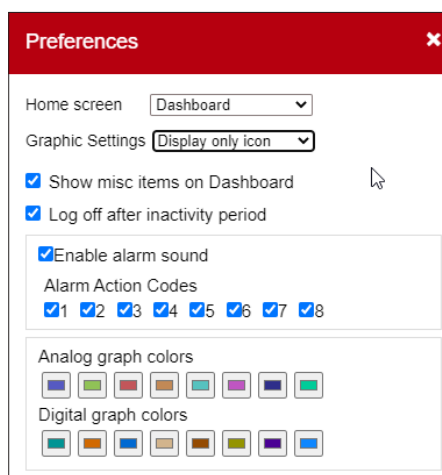 Preferences
Home screen Dashboard
Graphic Settings Display only icon
Show misc items on Dashboard
Log off after inactivity period
Enable alarm sound
Alarm Action Codes
1 2 3 4 5 6 7 8
Analog graph colors
Digital graph colors